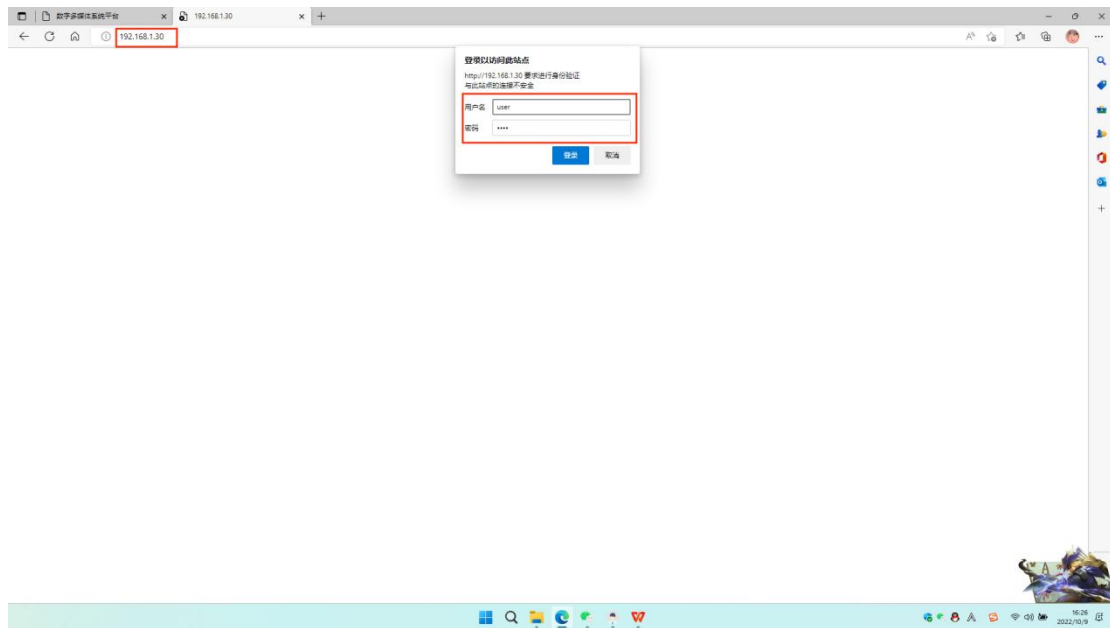 数字多媒体系统平台
192.168.1.30
192.168.1.30
登录以访问此站点
http://192.168.1.30 要求进行身份验证
与此站点的连接不安全
用户名 user
密码 ••••
登录 取消
16:26
2022/10/9